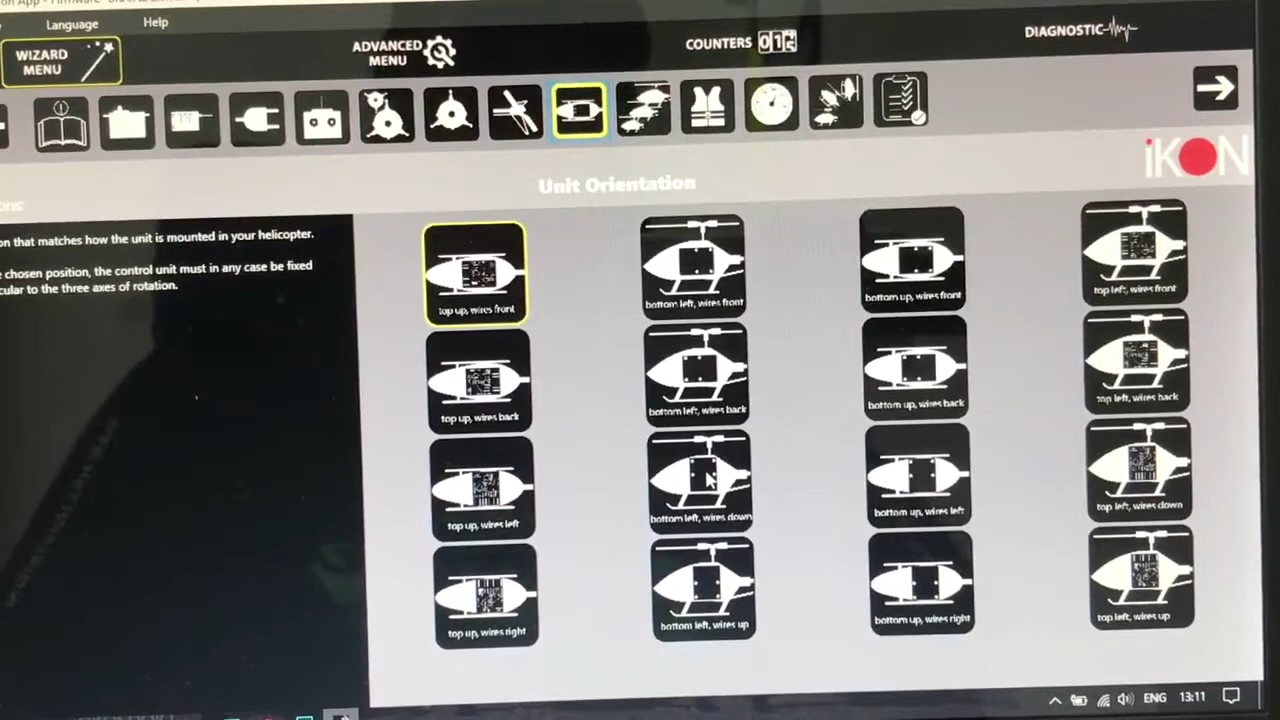 Language Help
WIZARD
MENU
ADVANCED
MENU
COUNTERS 012
DIAGNOSTIC
iKON
Unit Orientation
that matches how the unit is mounted in your helicopter.
chosen position, the control unit must in any case be fixed
to the three axes of rotation.
top up, wires front
bottom left, wires front
bottom up, wires front
top left, wires front
top up, wires back
bottom left, wires back
bottom up, wires back
top left, wires back
top up, wires left
bottom left, wires down
bottom up, wires left
top left, wires down
top up, wires right
bottom left, wires up
bottom up, wires right
top left, wires up
ENG 13:11